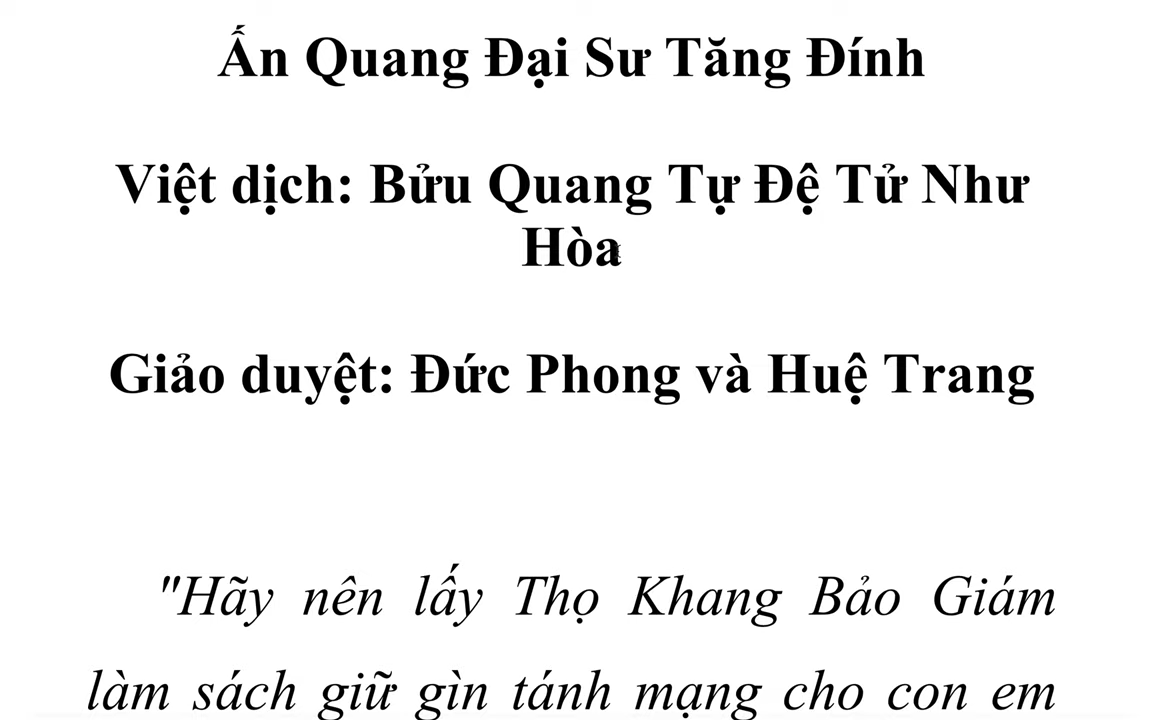 Ấn Quang Đại Sư Tăng Đính
Việt dịch: Bửu Quang Tự Đệ Tử Như
Hòa
Giảo duyệt: Đức Phong và Huệ Trang
"Hãy nên lấy Thọ Khang Bảo Giám
làm sách giữ gìn tánh mạng cho con em